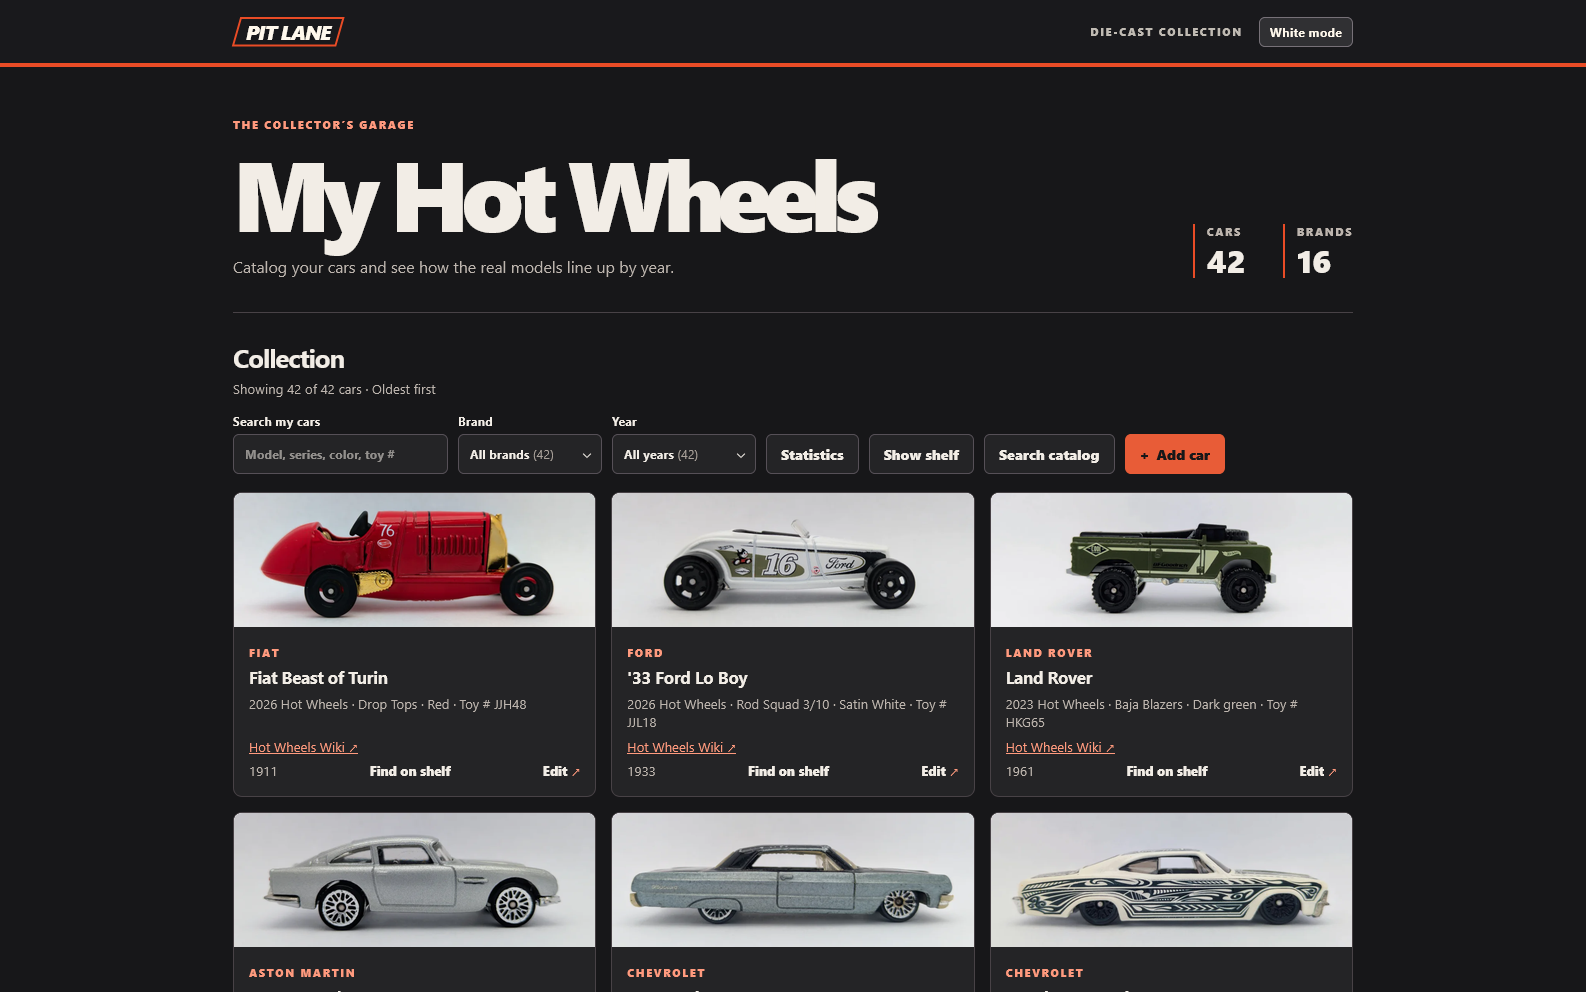 PIT LANE
DIE-CAST COLLECTION
White mode
THE COLLECTOR'S GARAGE
My Hot Wheels
Catalog your cars and see how the real models line up by year.
CARS
42
BRANDS
16
Collection
Showing 42 of 42 cars · Oldest first
Search my cars
Brand
Year
Model, series, color, toy #
All brands (42)
All years (42)
Statistics
Show shelf
Search catalog
+ Add car
76
16
Ford
FIAT
Fiat Beast of Turin
2026 Hot Wheels · Drop Tops · Red · Toy # JJH48
Hot Wheels Wiki ↗
1911
Find on shelf
Edit ↗
FORD
'33 Ford Lo Boy
2026 Hot Wheels · Rod Squad 3/10 · Satin White · Toy #
JJL18
Hot Wheels Wiki ↗
1933
Find on shelf
Edit ↗
LAND ROVER
Land Rover
2023 Hot Wheels · Baja Blazers · Dark green · Toy #
HKG65
Hot Wheels Wiki ↗
1961
Find on shelf
Edit ↗
ASTON MARTIN
CHEVROLET
CHEVROLET